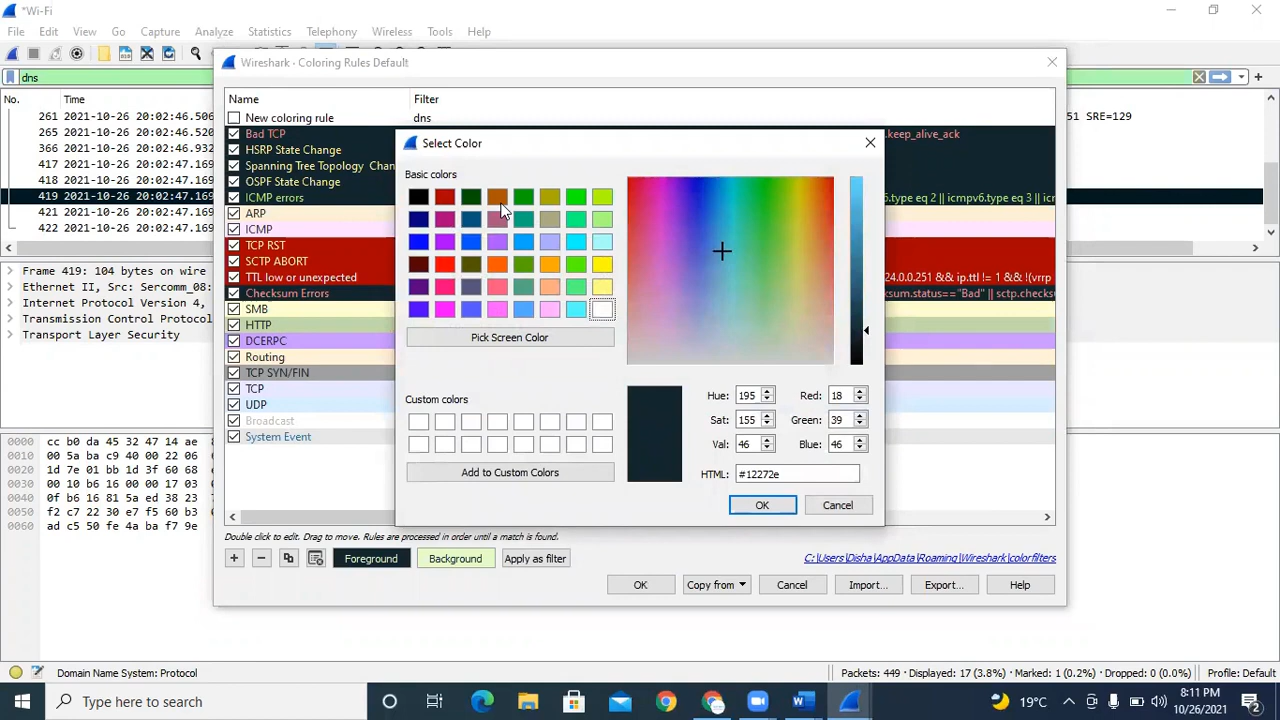 *Wi-Fi
File Edit View Go Capture Analyze Statistics Telephony Wireless Tools Help
Wireshark · Coloring Rules Default
dns
No. Time
Name Filter
New coloring rule dns
261 2021-10-26 20:02:46.506
51 SRE=129
265 2021-10-26 20:02:46.520
366 2021-10-26 20:02:46.932
417 2021-10-26 20:02:47.169
418 2021-10-26 20:02:47.169
419 2021-10-26 20:02:47.169
421 2021-10-26 20:02:47.169
422 2021-10-26 20:02:47.169
Bad TCP
.keep_alive_ack
HSRP State Change
Spanning Tree Topology Chan
OSPF State Change
ICMP errors
q 2 || icmpv6.type eq 3 || icmpv
ARP
ICMP
TCP RST
SCTP ABORT
TTL low or unexpected
24.0.0.251 && ip.ttl != 1 && !(vrrp
Checksum Errors
ksum.status=="Bad" || sctp.checks
SMB
HTTP
DCERPC
Routing
TCP SYN/FIN
TCP
UDP
Broadcast
System Event
Frame 419: 104 bytes on wire
Ethernet II, Src: Sercomm_08:
Internet Protocol Version 4,
Transmission Control Protocol
Transport Layer Security
0000 cc b0 da 45 32 47 14 ae
0010 00 5a ba c9 40 00 22 06
0020 1d 7e 01 bb 1d 3f 60 68
0030 00 10 b6 16 00 00 17 03
0040 f6 b6 16 81 5a ed 38 23
0050 f2 c7 22 30 e7 f5 60 b3
0060 ad c5 50 fe 4a ba f7 9e
Select Color
Basic colors
Pick Screen Color
Custom colors
Add to Custom Colors
Hue: 195 Red: 18
Sat: 155 Green: 39
Val: 46 Blue: 46
HTML: #12272e
OK Cancel
Double click to edit. Drag to move. Rules are processed in order until a match is found.
Foreground Background Apply as filter
C:\Users\Disha\AppData\Roaming\Wireshark\colorfilters
OK Copy from Cancel Import... Export... Help
Domain Name System: Protocol
Packets: 449 · Displayed: 17 (3.8%) · Marked: 1 (0.2%) · Dropped: 0 (0.0%)
Profile: Default
Type here to search
19°C
8:11 PM
10/26/2021
2